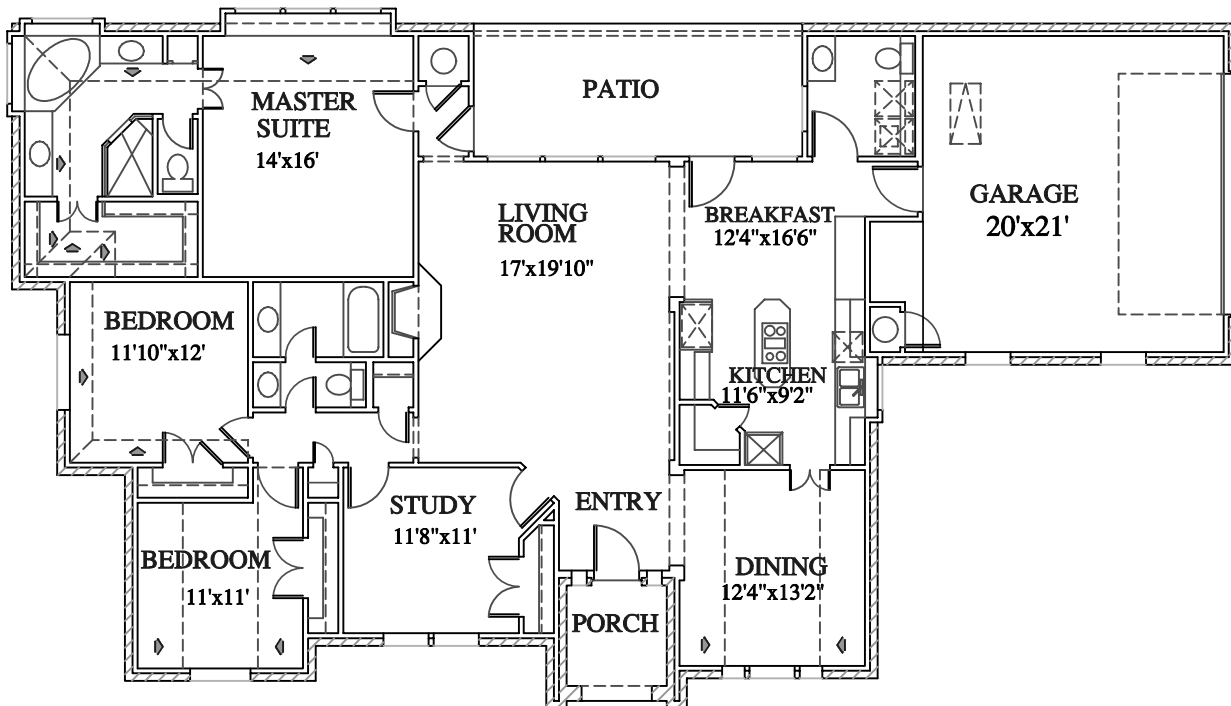 PATIO
MASTER
SUITE
14'x16'
GARAGE
20'x21'
LIVING
ROOM
17'x19'10"
BREAKFAST
12'4"x16'6"
BEDROOM
11'10"x12'
KITCHEN
11'6"x9'2"
STUDY
11'8"x11'
ENTRY
BEDROOM
11'x11'
DINING
12'4"x13'2"
PORCH